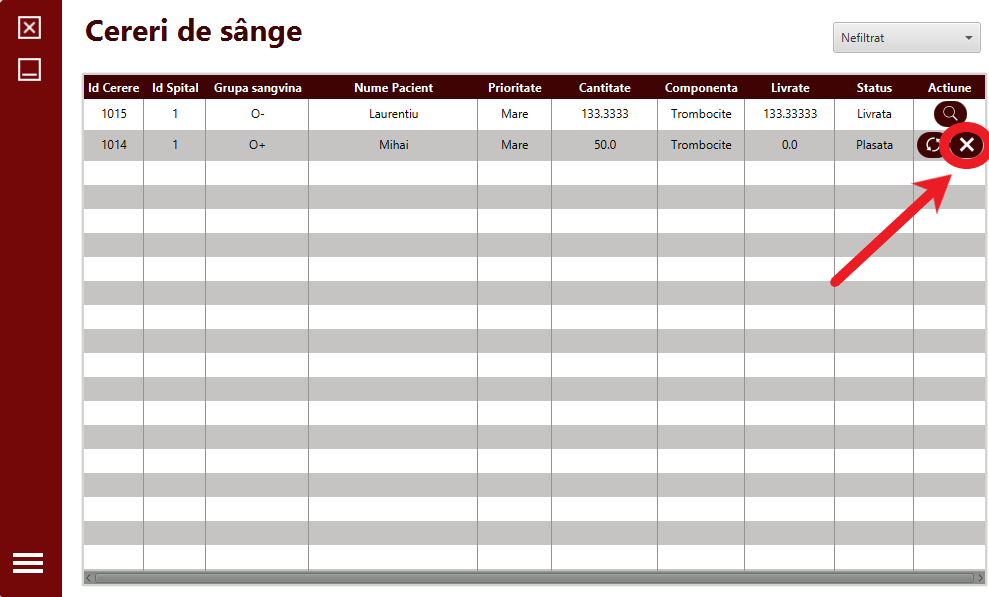 Cereri de sânge
Nefiltrat
Id Cerere Id Spital Grupa sangvina Nume Pacient Prioritate Cantitate Componenta Livrate Status Actiune
1015 1 O- Laurentiu Mare 133.3333 Trombocite 133.33333 Livrata
1014 1 O+ Mihai Mare 50.0 Trombocite 0.0 Plasata